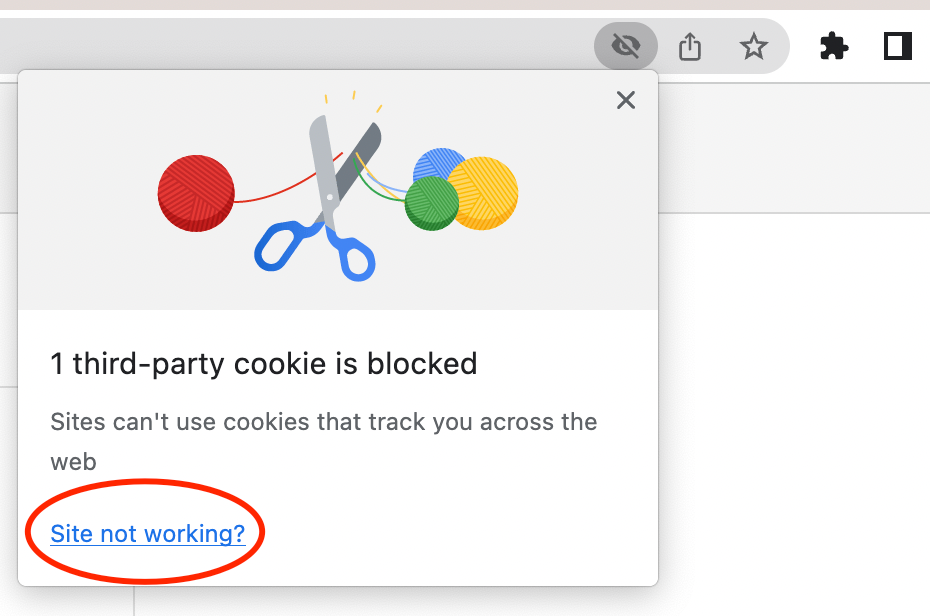 1 third-party cookie is blocked
Sites can't use cookies that track you across the
web
Site not working?